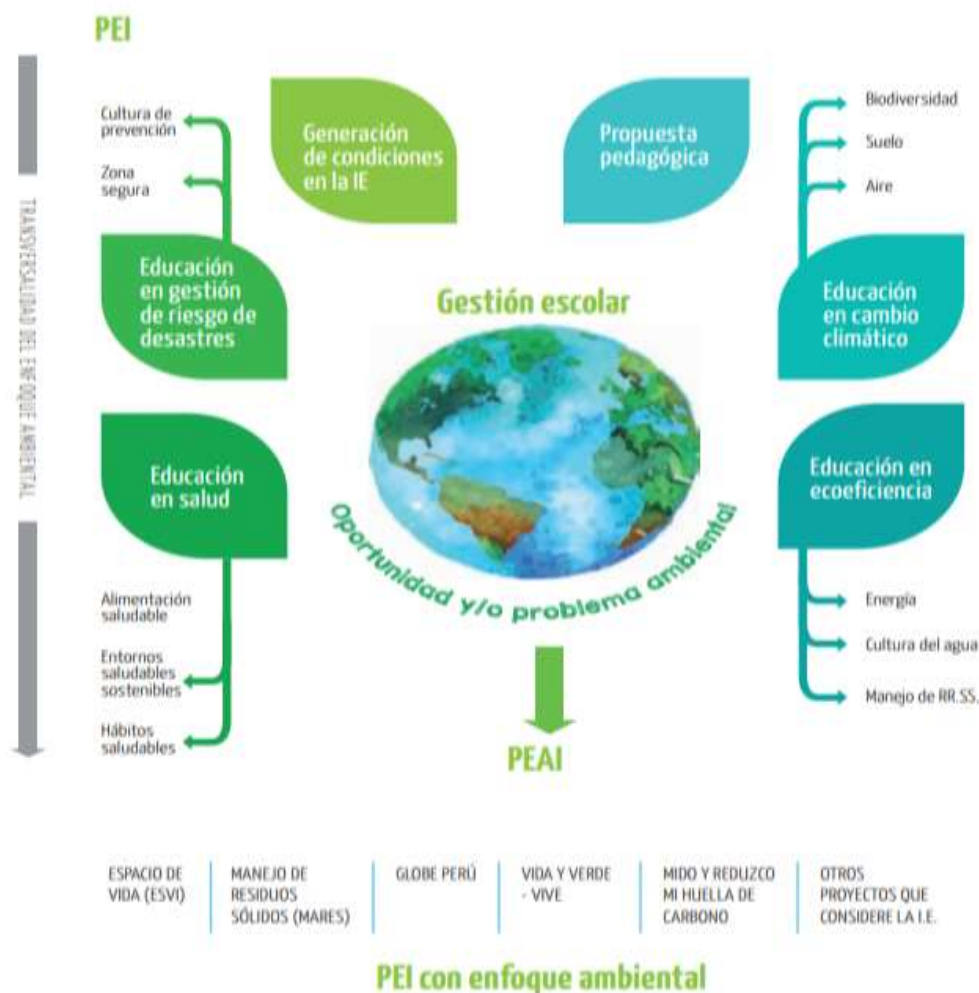 PEI
TRANSVERSALIDAD DEL ENFOQUE AMBIENTAL
Cultura de
prevención
Zona
segura
Generación
de condiciones
en la IE
Propuesta
pedagógica
Biodiversidad
Suelo
Aire
Educación
en gestión
de riesgo de
desastres
Gestión escolar
Educación
en cambio
climático
Educación
en salud
Educación en
ecoeficiencia
Oportunidad y/o problema ambiental
Alimentación
saludable
Entornos
saludables
sostenibles
Hábitos
saludables
Energía
Cultura del agua
Manejo de RR.SS.
PEAI
ESPACIO DE
VIDA (ESVI)
MANEJO DE
RESIDUOS
SÓLIDOS (MARES)
GLOBE PERÚ
VIDA Y VERDE
- VIVE
MIDO Y REDUZCO
MI HUELLA DE
CARBONO
OTROS
PROYECTOS QUE
CONSIDERE LA I.E.
PEI con enfoque ambiental